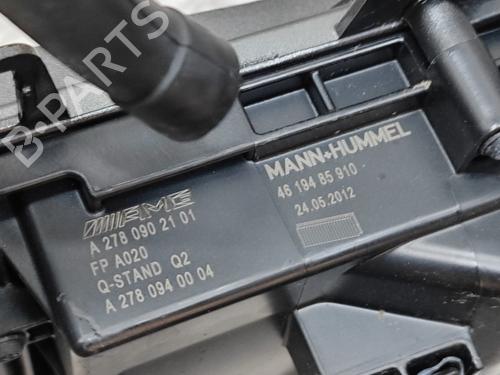 B-PARTS
AMG
A 278 090 21 01
FP A020
Q-STAND Q2
A 278 094 00 04
MANN+HUMMEL
46 194 85 910
24.05.2012